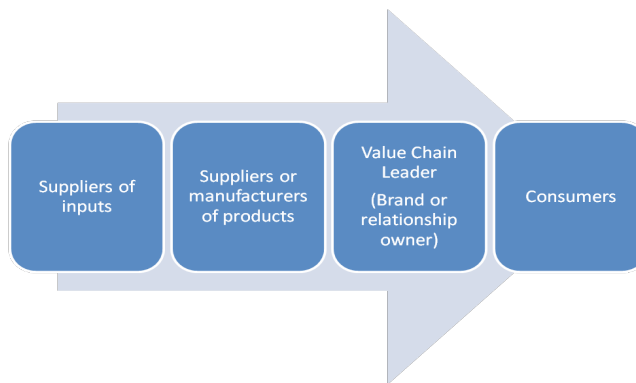 Suppliers of
inputs
Suppliers or
manufacturers
of products
Value Chain
Leader
(Brand or
relationship
owner)
Consumers